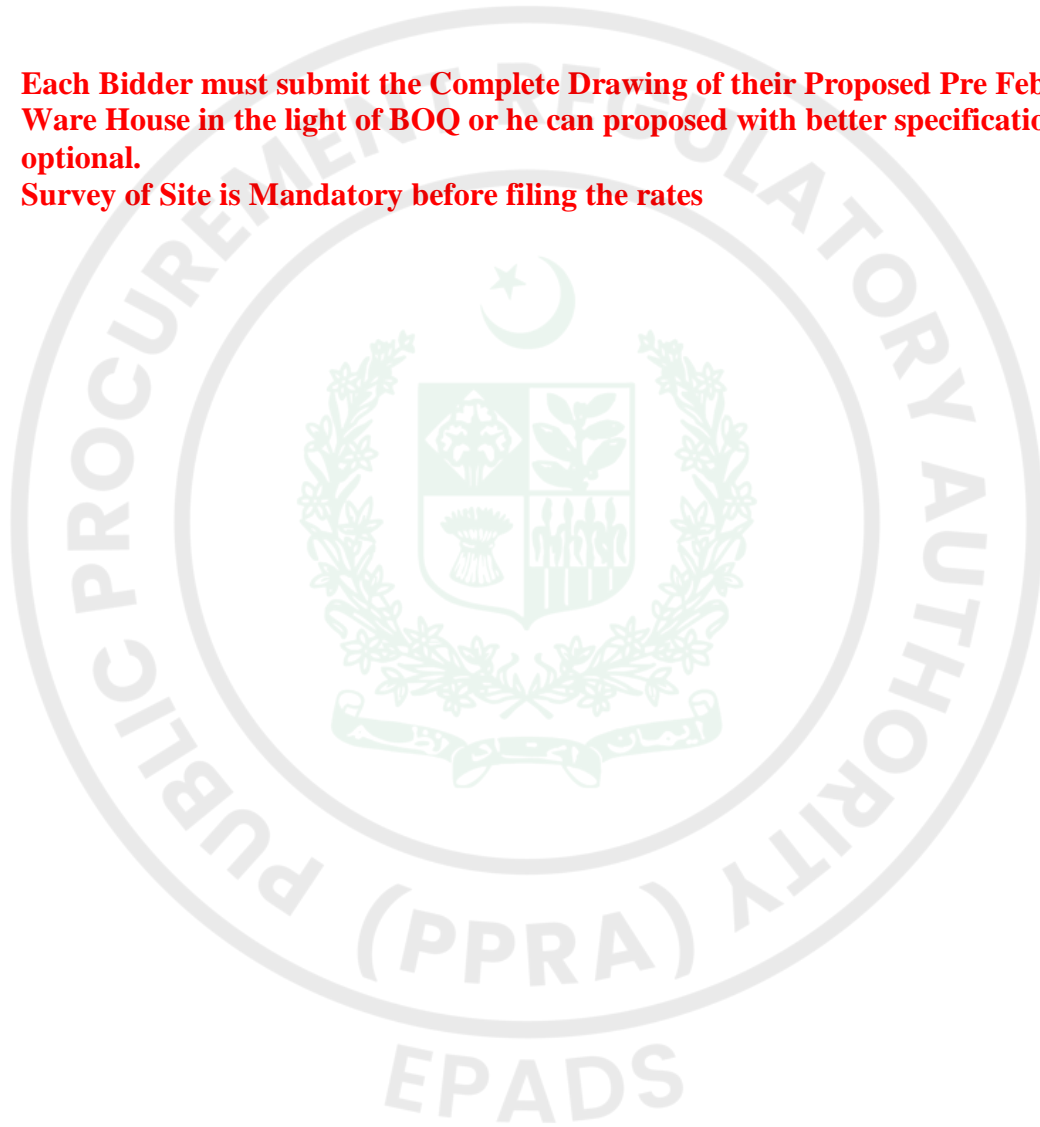 Each Bidder must submit the Complete Drawing of their Proposed Pre Feb
Ware House in the light of BOQ or he can proposed with better specificatio
optional.
Survey of Site is Mandatory before filing the rates
PUBLIC PROCUREMENT REGULATORY AUTHORITY
(PPRA)
EPADS